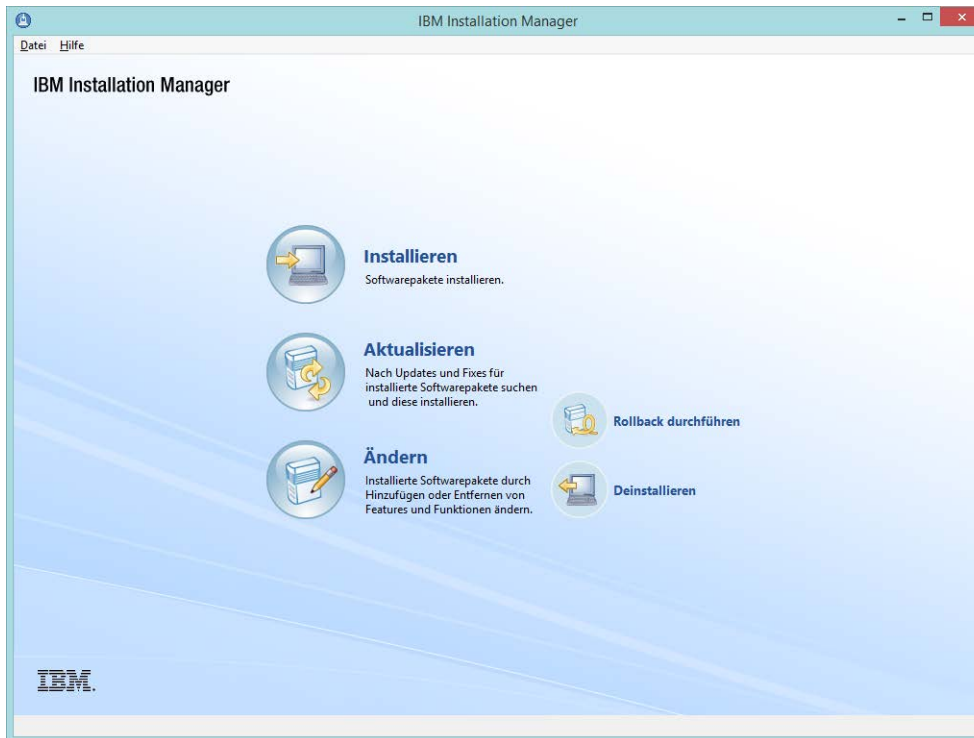 IBM Installation Manager
Datei Hilfe
IBM Installation Manager
Installieren
Softwarepakete installieren.
Aktualisieren
Nach Updates und Fixes für
installierte Softwarepakete suchen
und diese installieren.
Rollback durchführen
Ändern
Installierte Softwarepakete durch
Hinzufügen oder Entfernen von
Features und Funktionen ändern.
Deinstallieren
IBM.